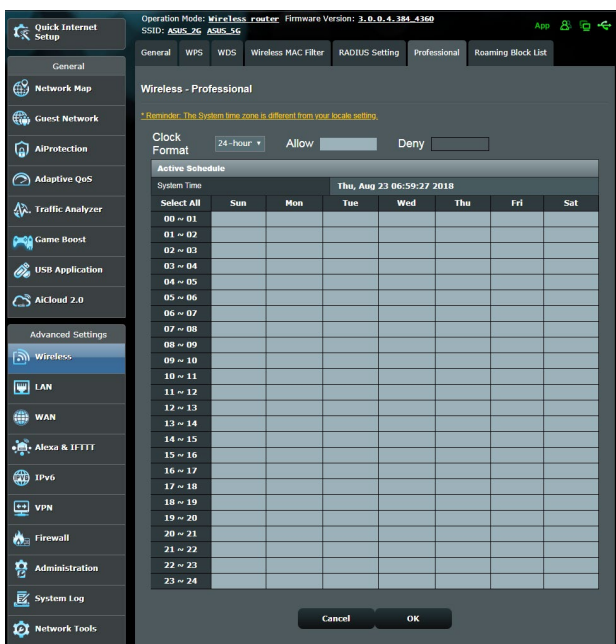 Quick Internet
Setup
General
Network Map
Guest Network
AiProtection
Adaptive QoS
Traffic Analyzer
Game Boost
USB Application
AiCloud 2.0
Advanced Settings
Wireless
LAN
WAN
Alexa & IFTTT
IPv6
VPN
Firewall
Administration
System Log
Network Tools
Operation Mode: Wireless router Firmware Version: 3.0.0.4.384_4360
SSID: ASUS_2G ASUS_5G
App
General WPS WDS Wireless MAC Filter RADIUS Setting Professional Roaming Block List
Wireless - Professional
* Reminder: The System time zone is different from your locale setting.
Clock
Format 24-hour Allow Deny
Active Schedule
System Time Thu, Aug 23 06:59:27 2018
Select All Sun Mon Tue Wed Thu Fri Sat
00 ~ 01
01 ~ 02
02 ~ 03
03 ~ 04
04 ~ 05
05 ~ 06
06 ~ 07
07 ~ 08
08 ~ 09
09 ~ 10
10 ~ 11
11 ~ 12
12 ~ 13
13 ~ 14
14 ~ 15
15 ~ 16
16 ~ 17
17 ~ 18
18 ~ 19
19 ~ 20
20 ~ 21
21 ~ 22
22 ~ 23
23 ~ 24
Cancel OK